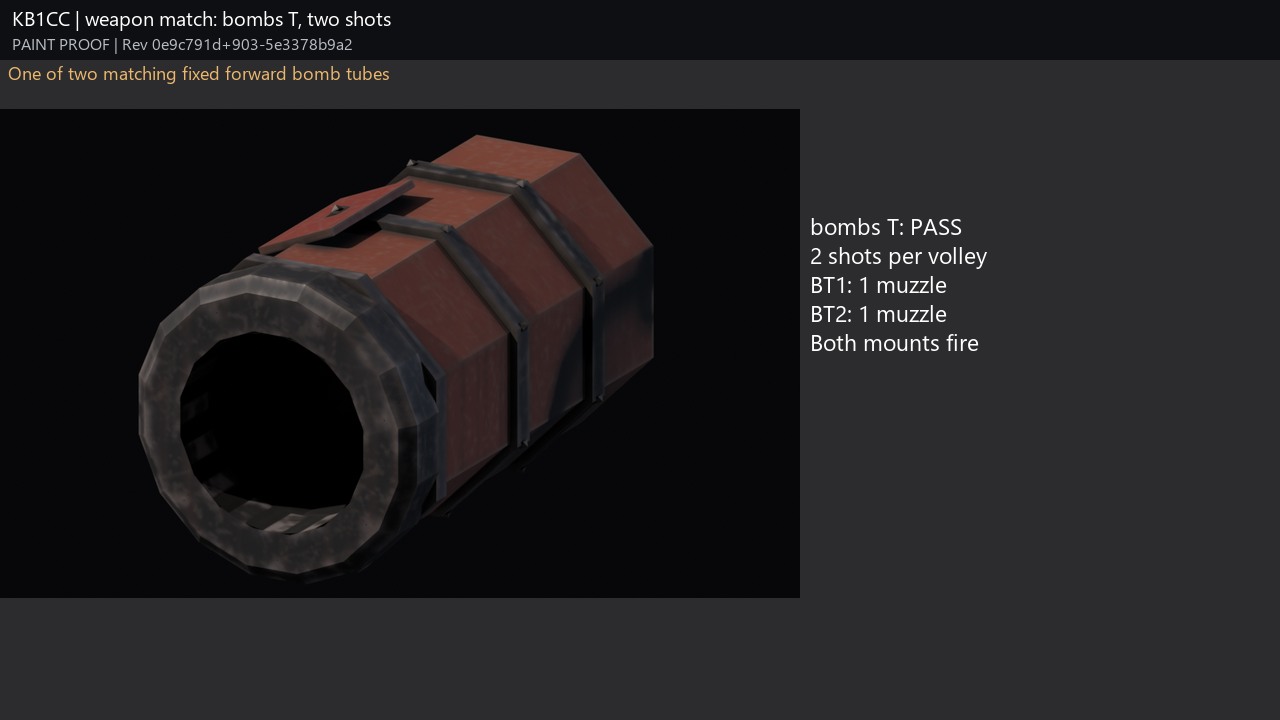 KB1CC | weapon match: bombs T, two shots
PAINT PROOF | Rev 0e9c791d+903-5e3378b9a2
One of two matching fixed forward bomb tubes
bombs T: PASS
2 shots per volley
BT1: 1 muzzle
BT2: 1 muzzle
Both mounts fire